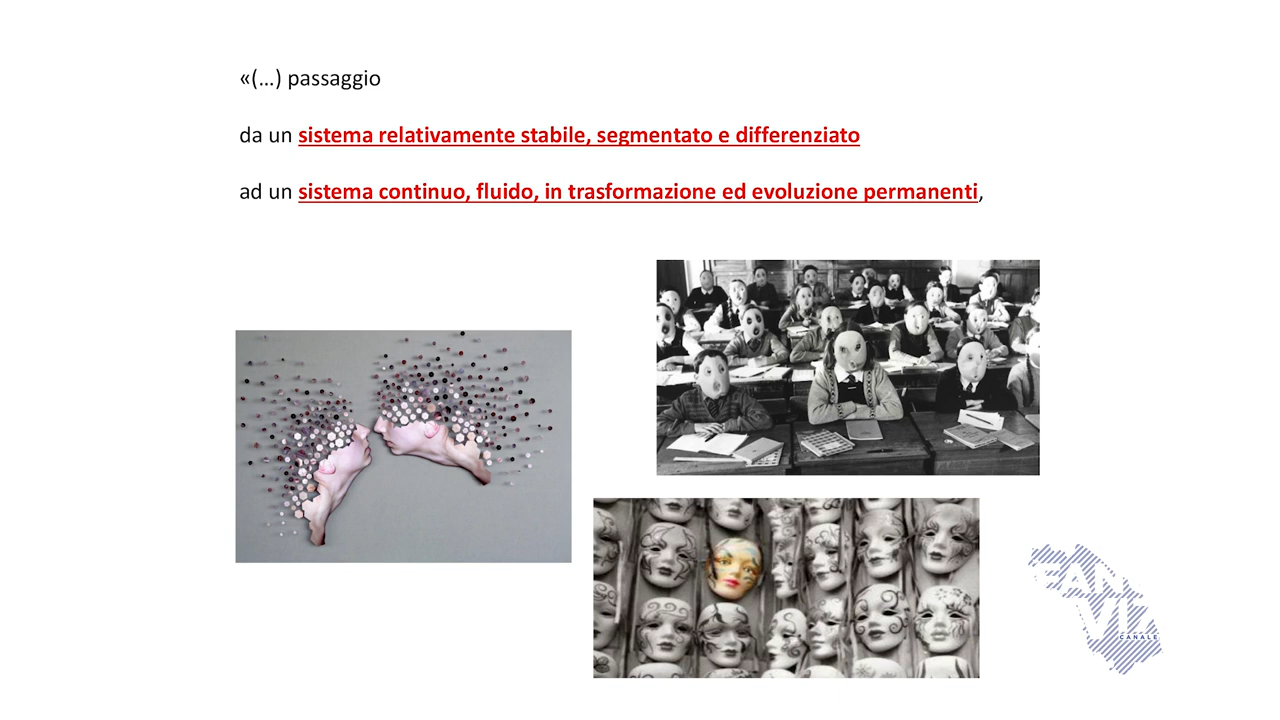 «(…) passaggio
da un sistema relativamente stabile, segmentato e differenziato
ad un sistema continuo, fluido, in trasformazione ed evoluzione permanenti,
CANALE